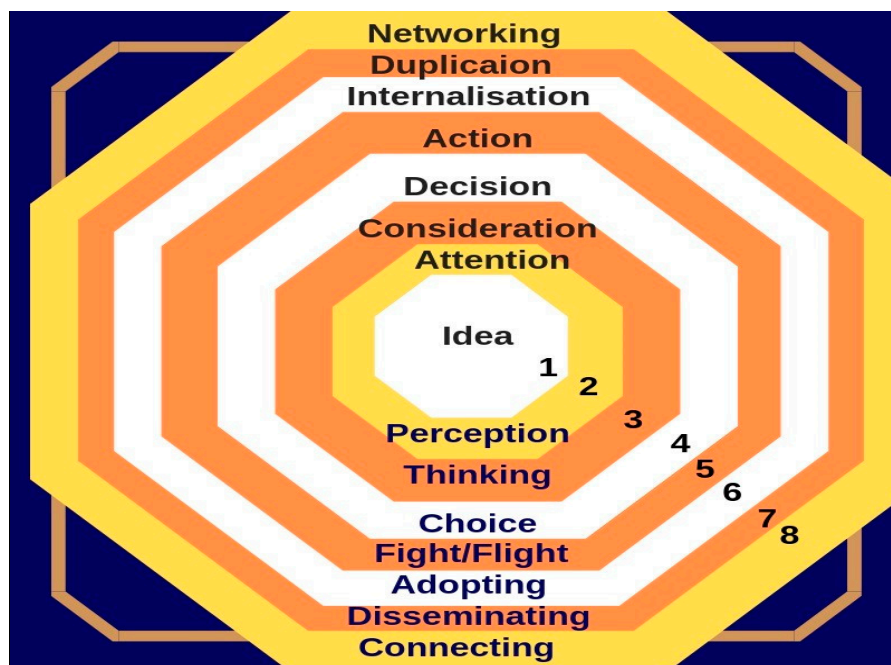 Networking
Duplicaion
Internalisation
Action
Decision
Consideration
Attention
Idea
1
2
3
Perception
4
5
Thinking
6
7
Choice
8
Fight/Flight
Adopting
Disseminating
Connecting